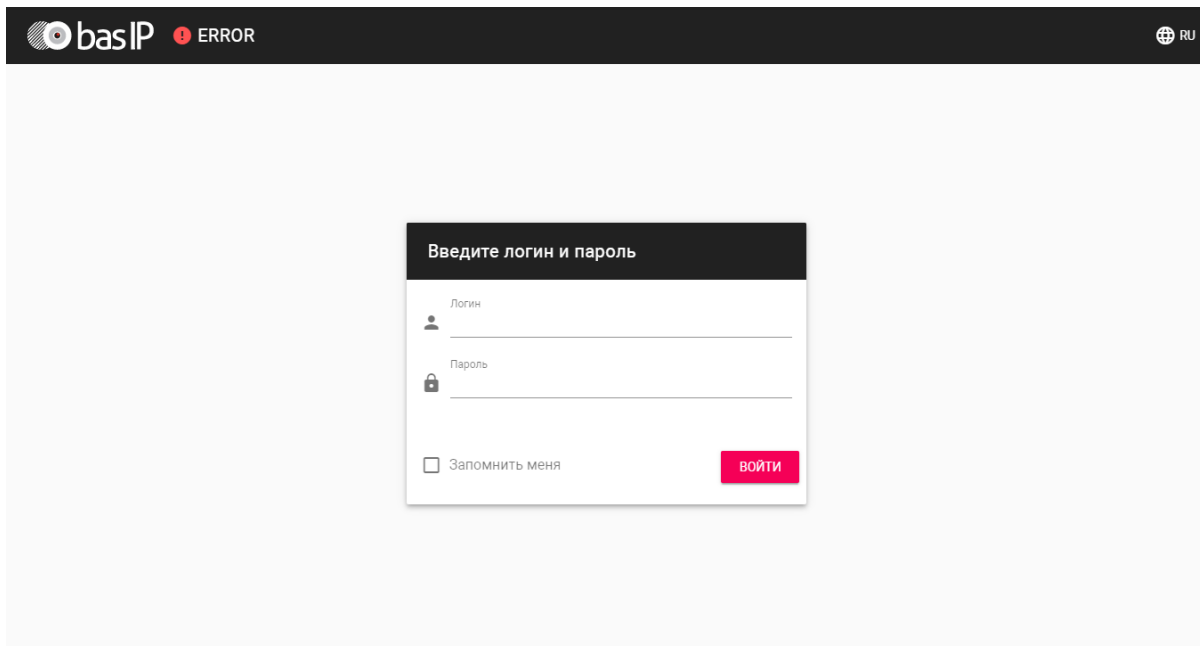 bas IP ! ERROR RU
Введите логин и пароль
Логин
Пароль
Запомнить меня ВОЙТИ